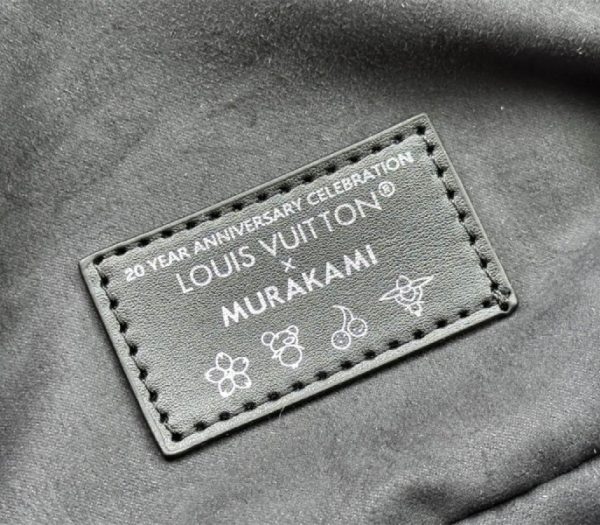 20 YEAR ANNIVERSARY CELEBRATION
LOUIS VUITTON®
×
MURAKAMI